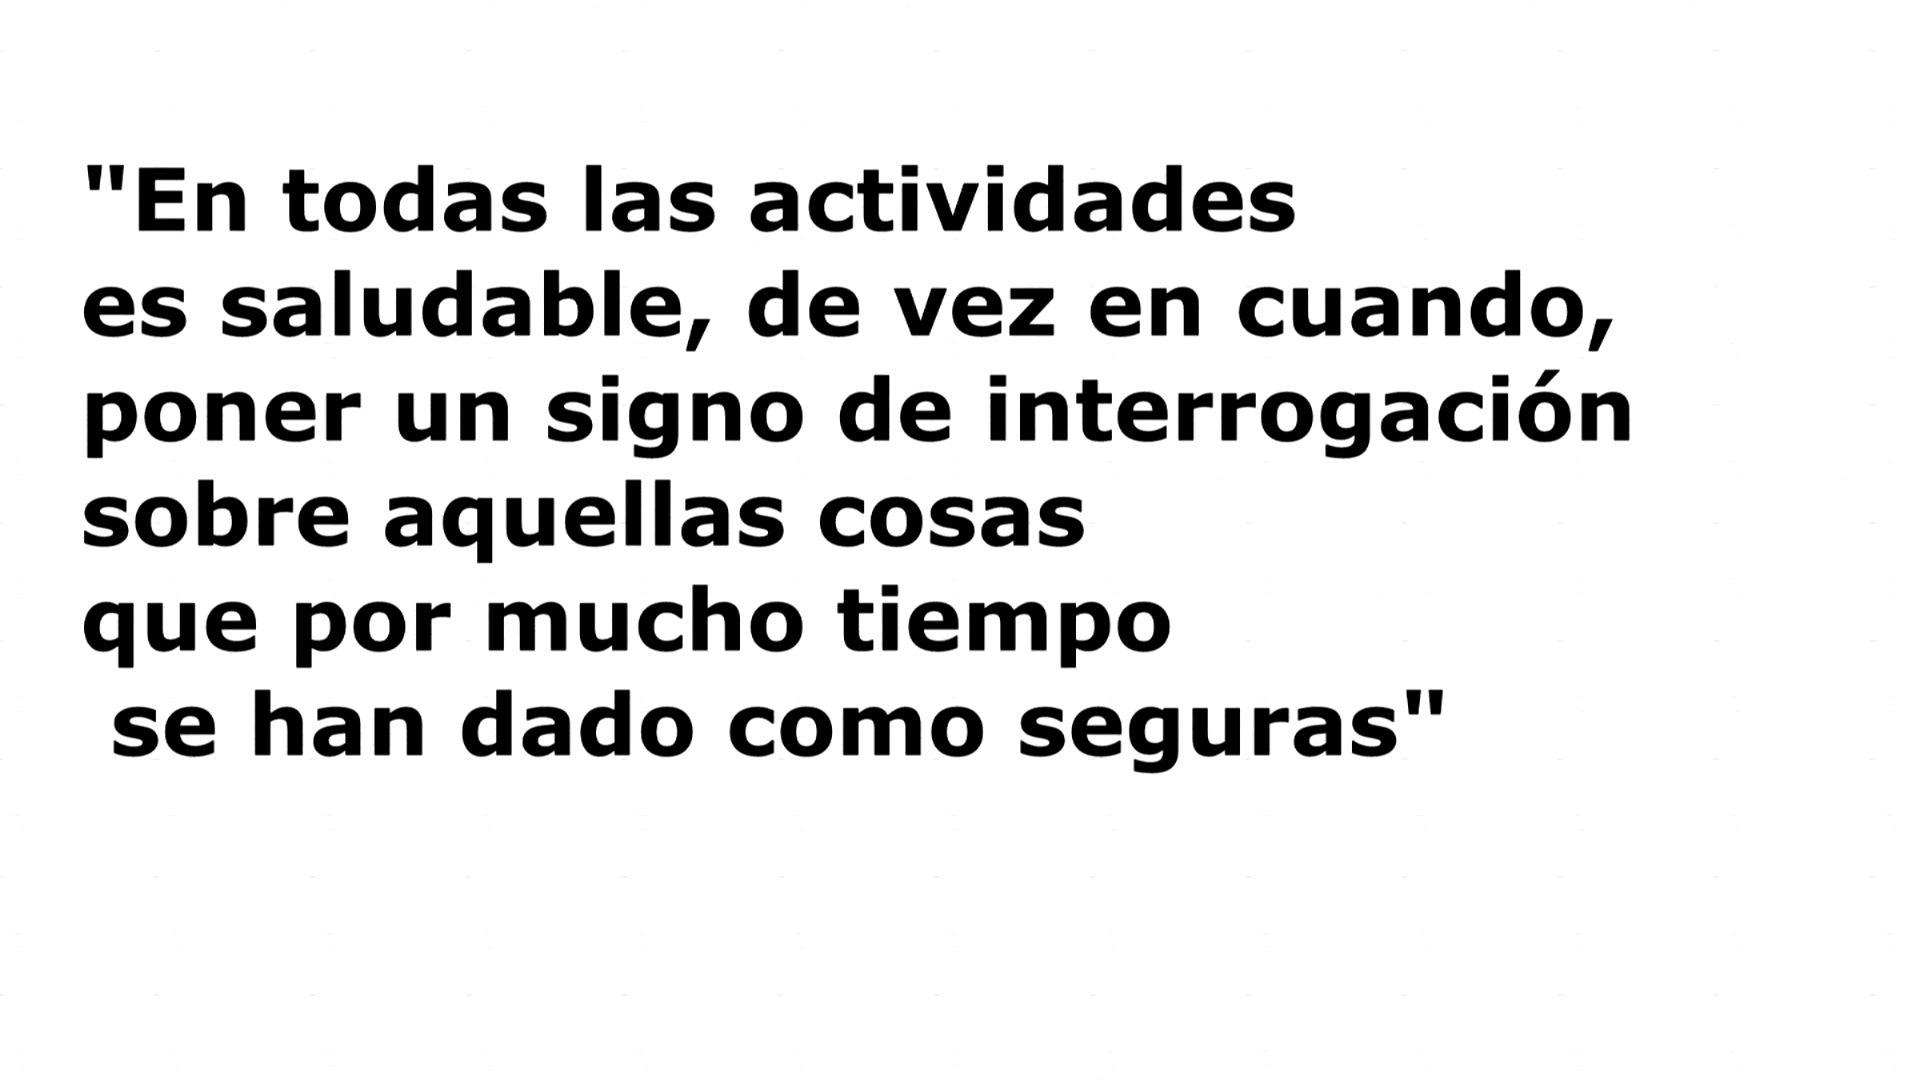 "En todas las actividades
es saludable, de vez en cuando,
poner un signo de interrogación
sobre aquellas cosas
que por mucho tiempo
se han dado como seguras"